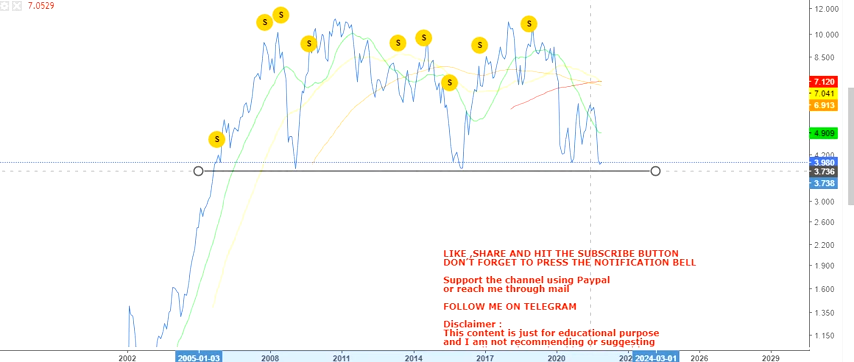 7.0529
12.000
S
S
10.000
S
S
S
S
S
8.500
S
7.120
7.041
6.913
S
4.909
4.200
3.980
3.736
3.738
3.000
2.600
2.200
LIKE ,SHARE AND HIT THE SUBSCRIBE BUTTON
DON'T FORGET TO PRESS THE NOTIFICATION BELL
1.900
Support the channel using Paypal
or reach me through mail
1.600
FOLLOW ME ON TELEGRAM
1.350
Disclaimer :
This content is just for educational purpose
and I am not recommending or suggesting
1.150
2002
2005-01-03
2008
2011
2014
2017
2020
2024-03-01
2026
2029